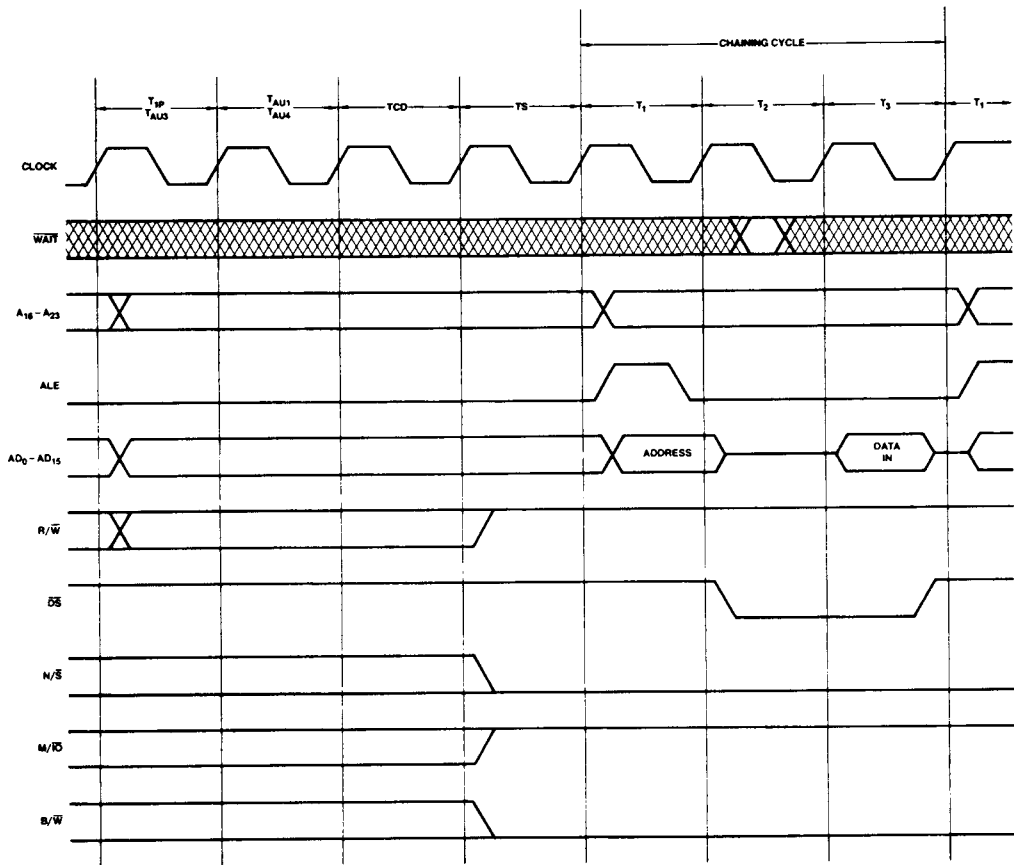 CHAINING CYCLE
T1P
TAU3
TAU1
TAU4
TCD
TS
T1
T2
T3
T1
CLOCK
WAIT
A16 – A23
ALE
AD0 – AD15
ADDRESS
DATA
IN
R/W
DS
N/S
M/IO
B/W